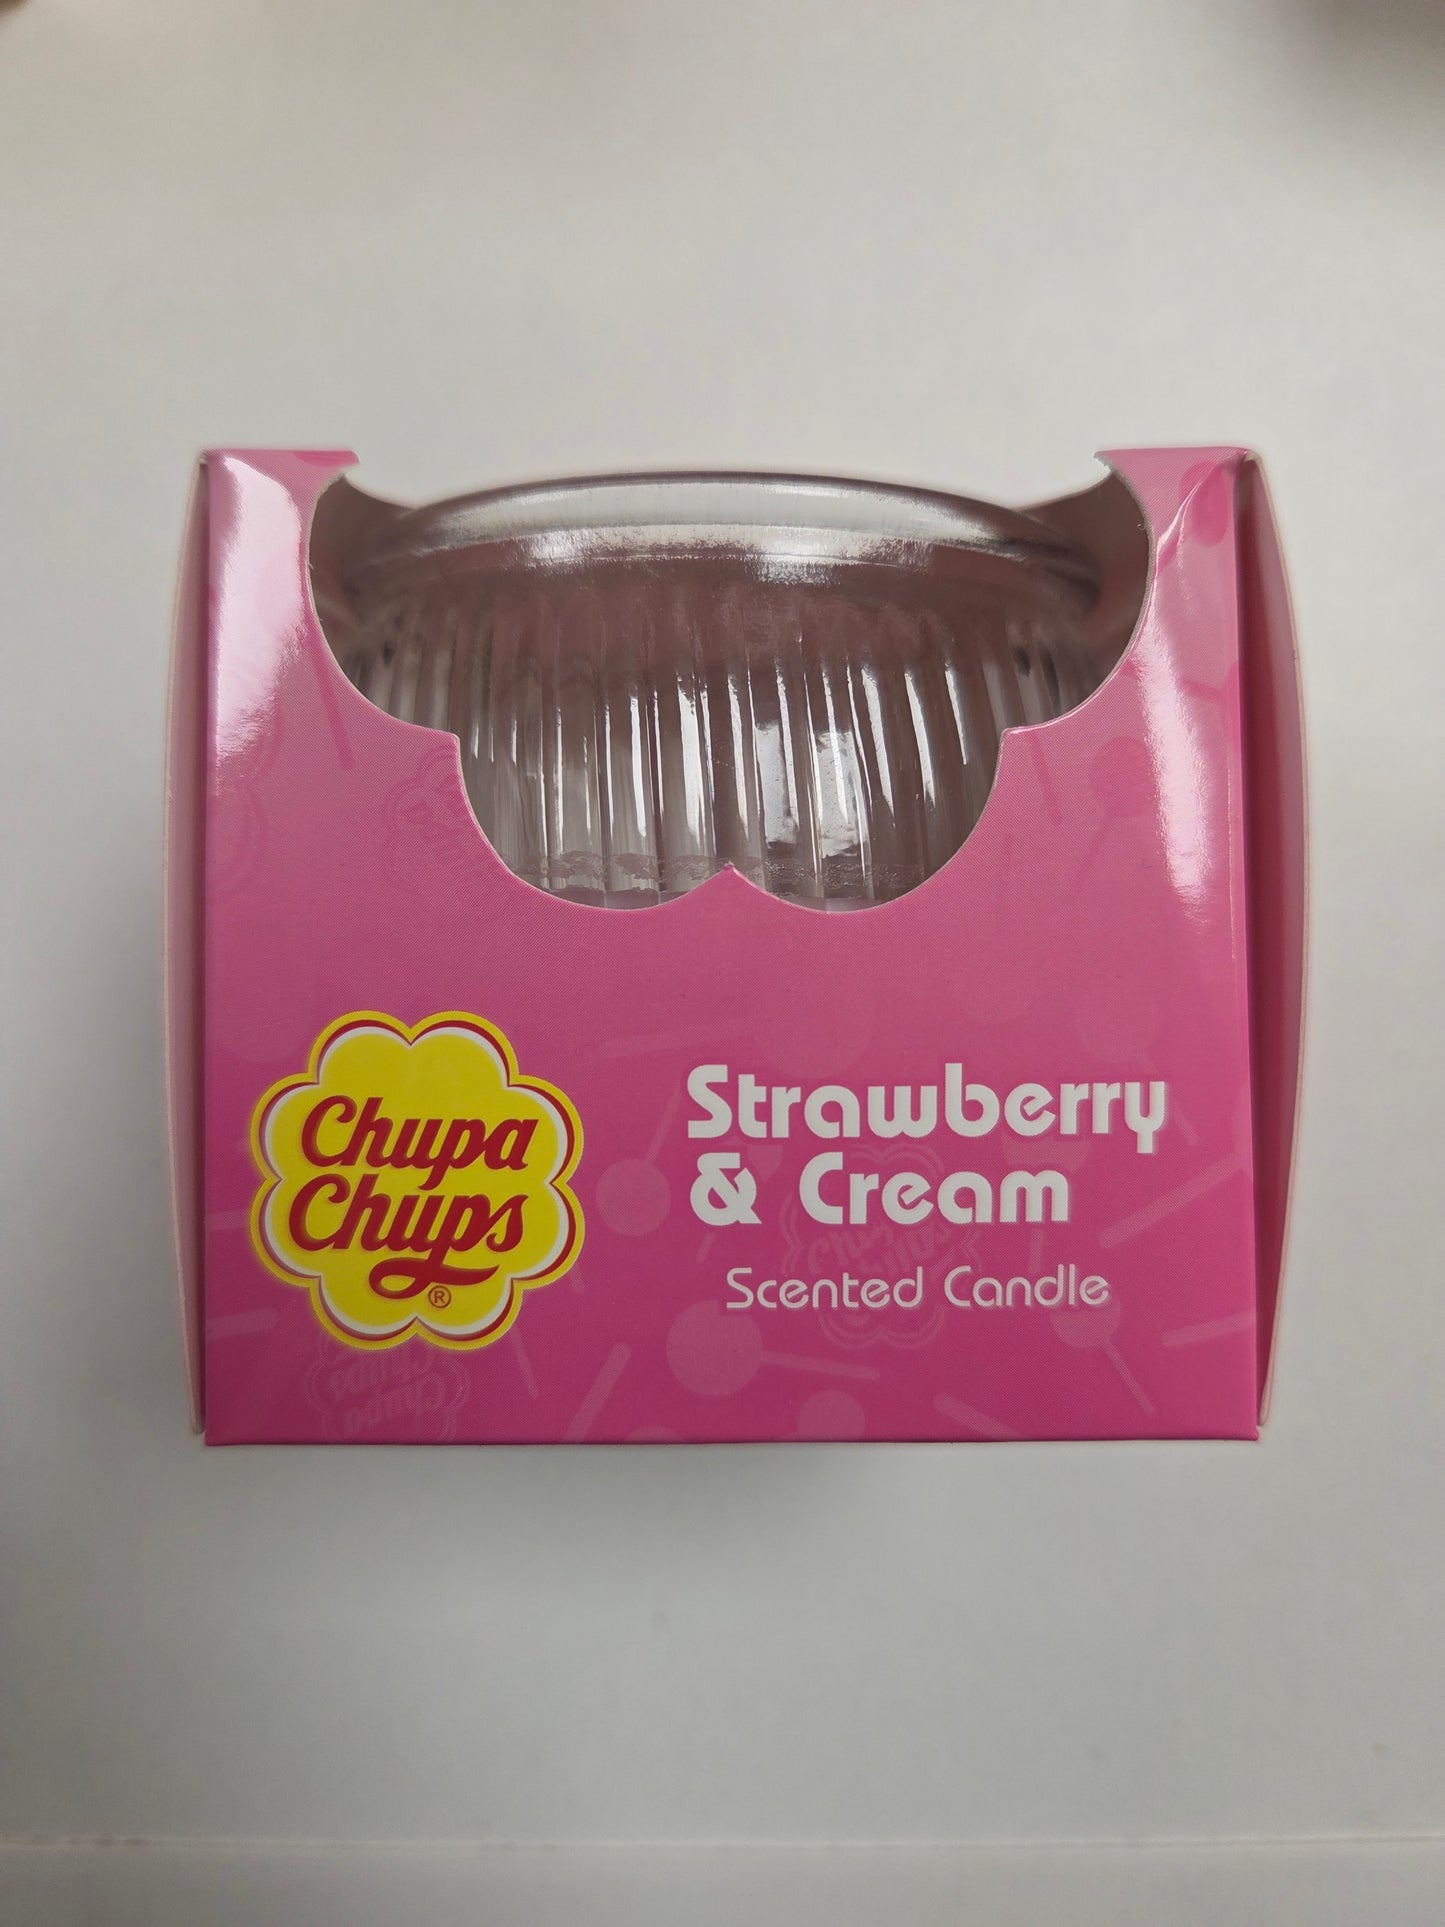 Chupa
Chups
®
Strawberry
& Cream
Scented Candle